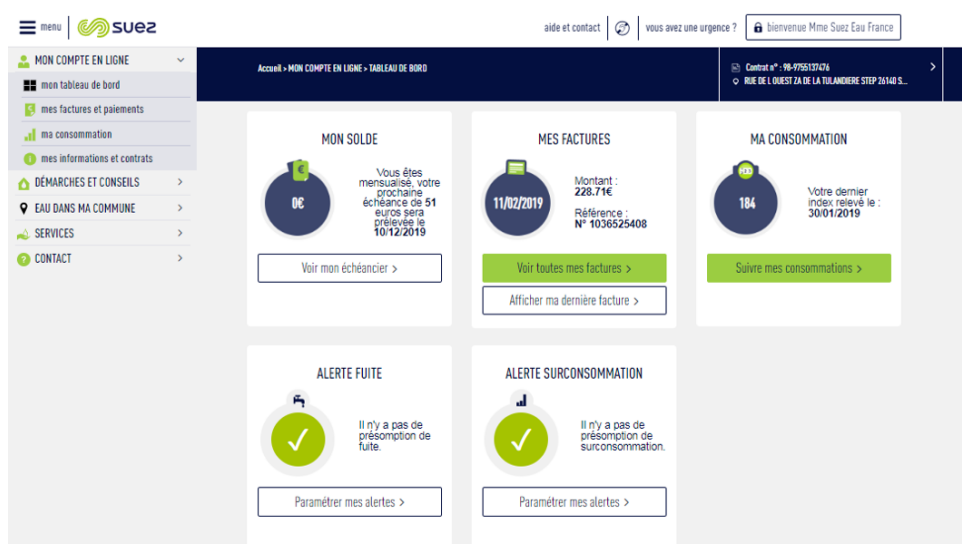 menu
suez
aide et contact
vous avez une urgence ?
bienvenue Mme Suez Eau France
MON COMPTE EN LIGNE
mon tableau de bord
mes factures et paiements
ma consommation
mes informations et contrats
DÉMARCHES ET CONSEILS
EAU DANS MA COMMUNE
SERVICES
CONTACT
Accueil > MON COMPTE EN LIGNE > TABLEAU DE BORD
Contrat n° : 98-9755137476
RUE DE L OUEST ZA DE LA TULANDIERE STEP 26140 S...
MON SOLDE
€
0€
Vous êtes
mensualisé, votre
prochaine
échéance de 51
euros sera
prélevée le
10/12/2019
Voir mon échéancier >
MES FACTURES
11/02/2019
Montant :
228.71€
Référence :
N° 1036525408
Voir toutes mes factures >
Afficher ma dernière facture >
MA CONSOMMATION
184
Votre dernier
index relevé le :
30/01/2019
Suivre mes consommations >
ALERTE FUITE
Il n'y a pas de
présomption de
fuite.
Paramétrer mes alertes >
ALERTE SURCONSOMMATION
Il n'y a pas de
présomption de
surconsommation.
Paramétrer mes alertes >